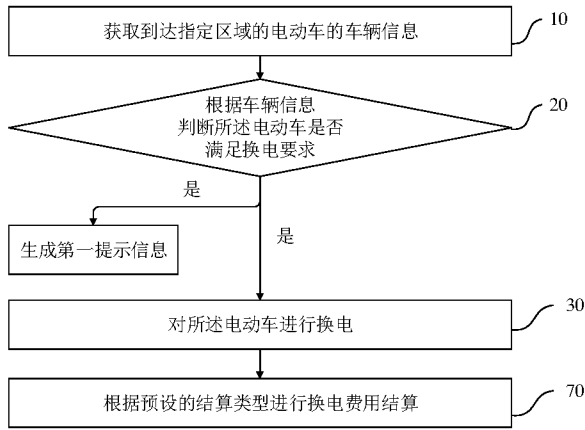 获取到达指定区域的电动车的车辆信息
10
根据车辆信息
判断所述电动车是否
满足换电要求
20
是
生成第一提示信息
是
对所述电动车进行换电
30
根据预设的结算类型进行换电费用结算
70